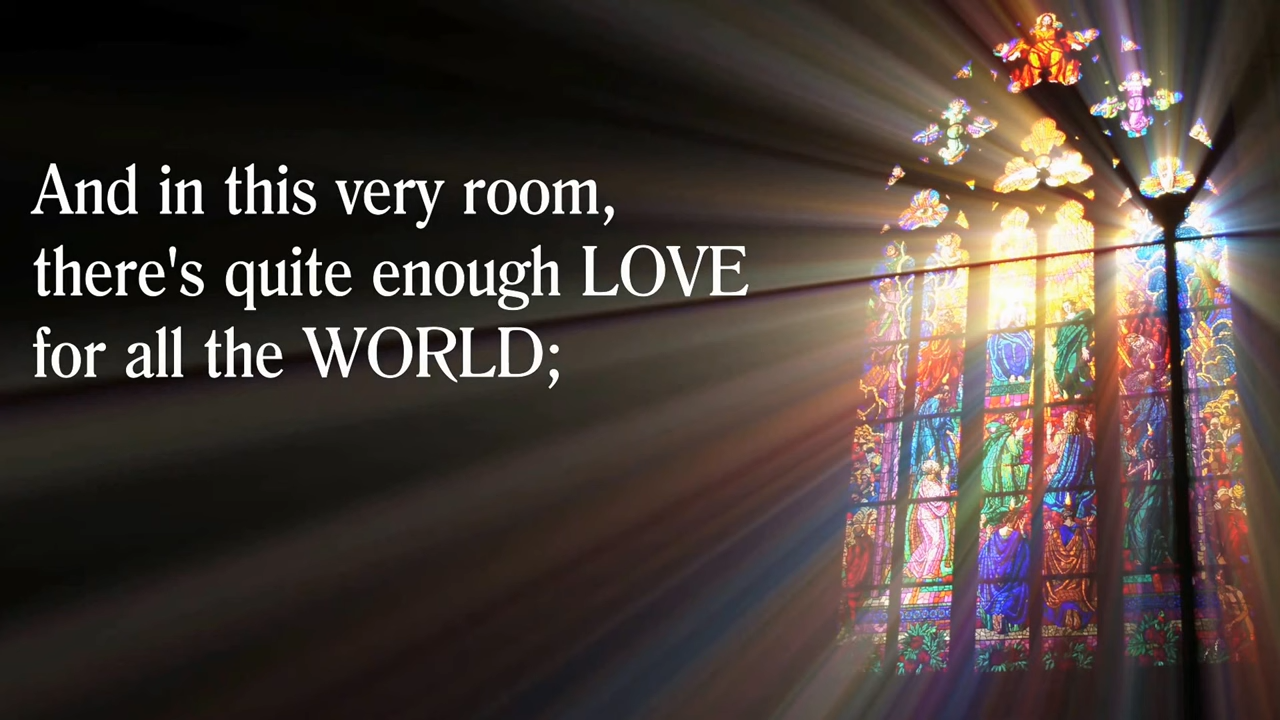 And in this very room,
there's quite enough LOVE
for all the WORLD;